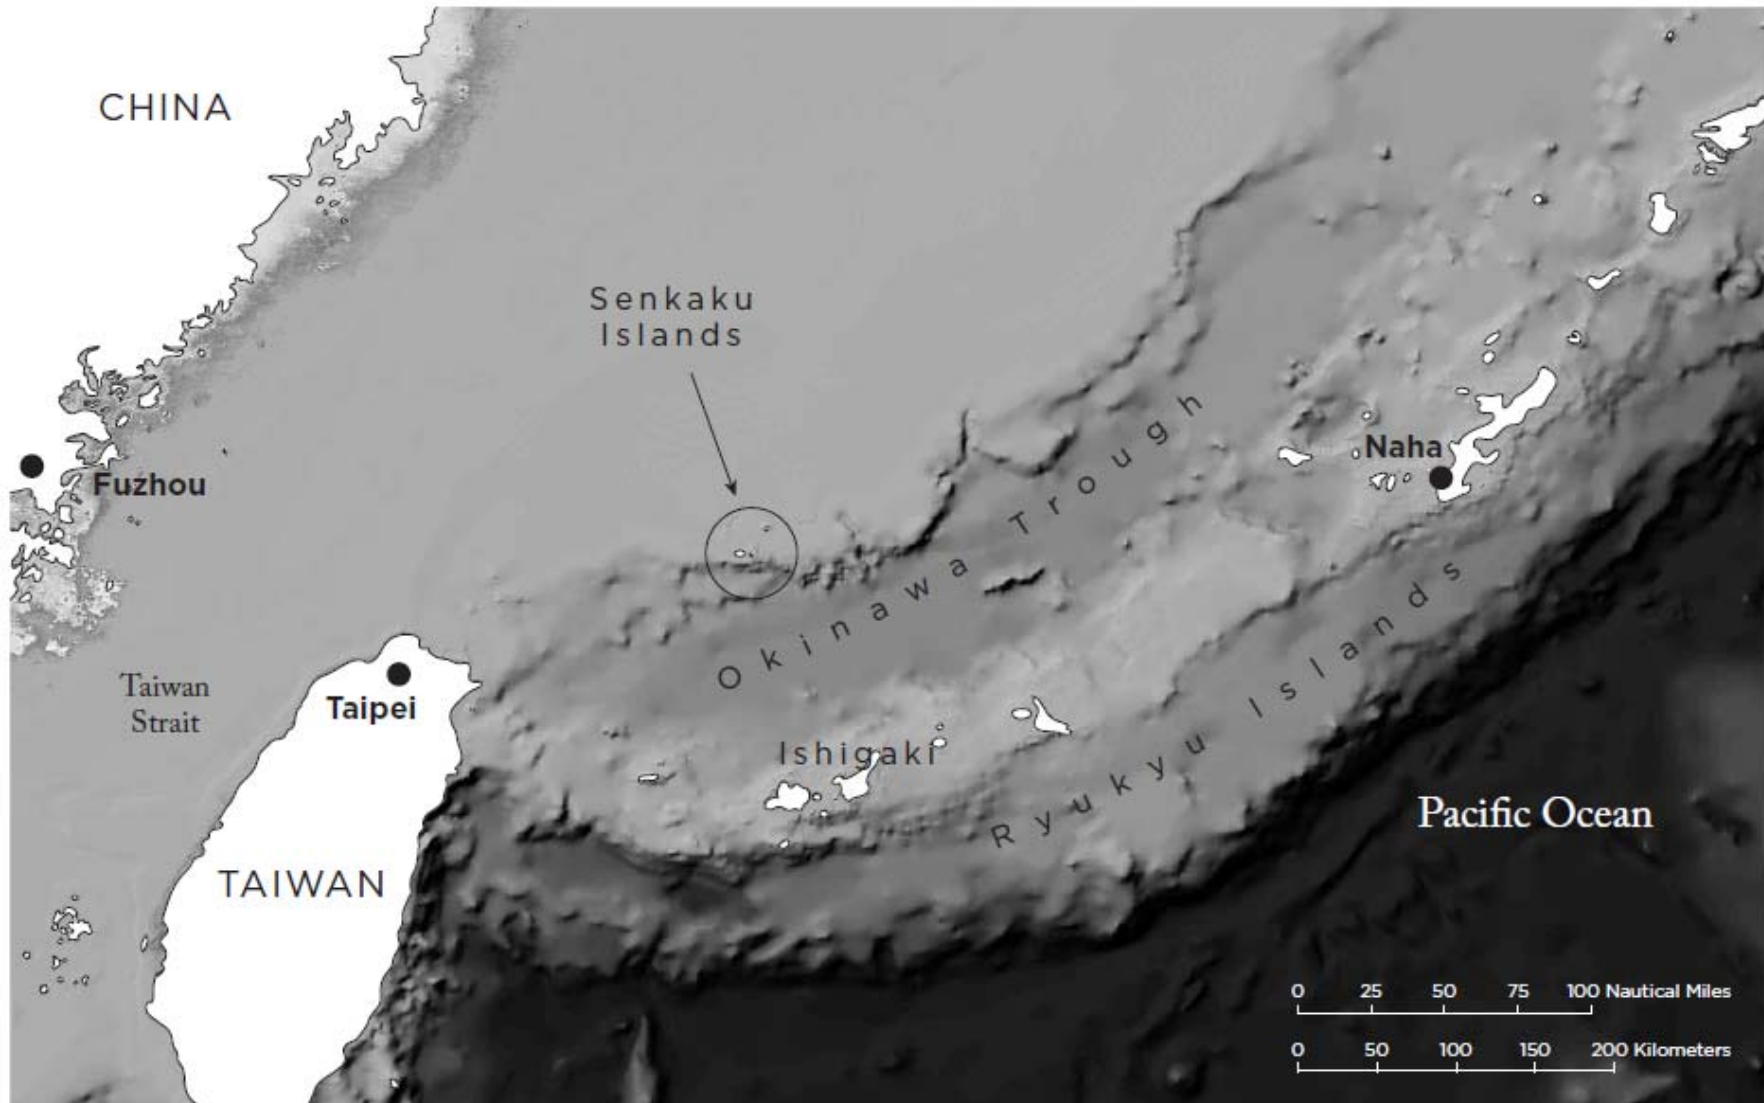 CHINA
Senkaku
Islands
Okinawa Trough
Naha
Fuzhou
Taiwan
Strait
Taipei
Ishigaki
Ryukyu Islands
Pacific Ocean
TAIWAN
0 25 50 75 100 Nautical Miles
0 50 100 150 200 Kilometers